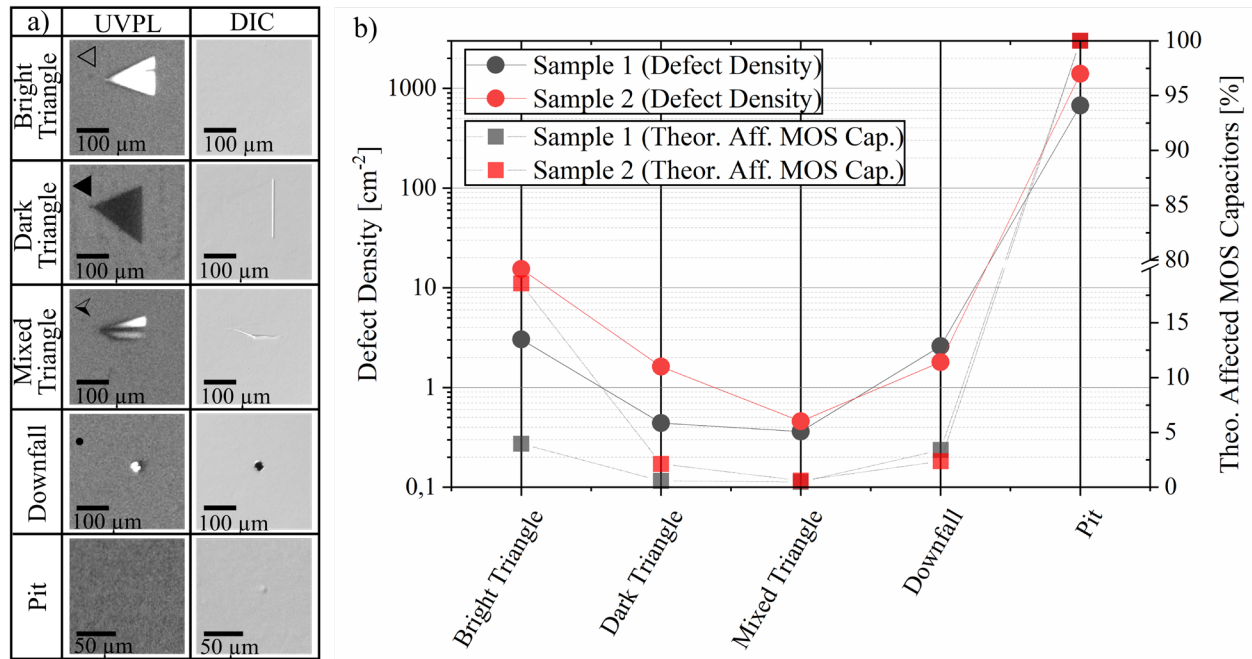 a) UVPL DIC
Bright
Triangle
100 µm 100 µm
Dark
Triangle
100 µm 100 µm
Mixed
Triangle
100 µm 100 µm
Downfall
100 µm 100 µm
Pit
50 µm 50 µm
b)
Sample 1 (Defect Density)
Sample 2 (Defect Density)
Sample 1 (Theor. Aff. MOS Cap.)
Sample 2 (Theor. Aff. MOS Cap.)
Defect Density [cm-2]
1000
100
10
1
0,1
100
95
90
85
80
15
10
5
0
Theo. Affected MOS Capacitors [%]
Bright Triangle
Dark Triangle
Mixed Triangle
Downfall
Pit